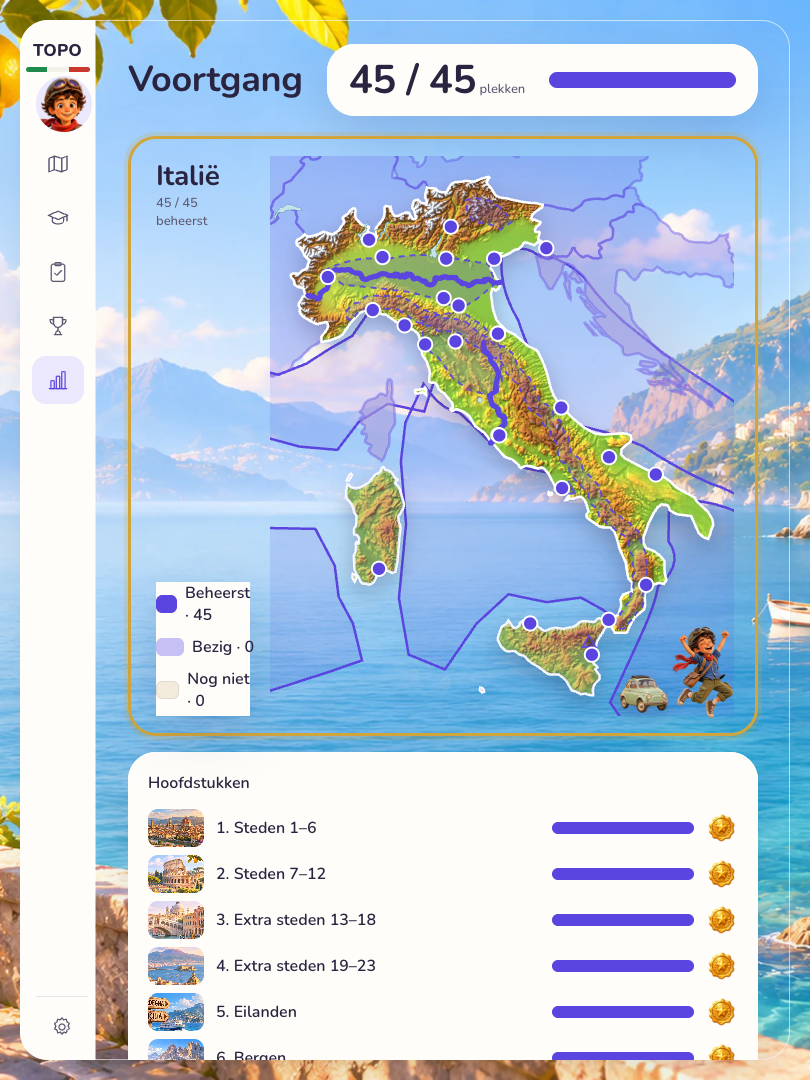 TOPO
Voortgang
45 / 45 plekken
Italië
45 / 45
beheerst
Beheerst
· 45
Bezig · 0
Nog niet
· 0
Hoofdstukken
1. Steden 1–6
2. Steden 7–12
3. Extra steden 13–18
4. Extra steden 19–23
5. Eilanden
6. Bergen